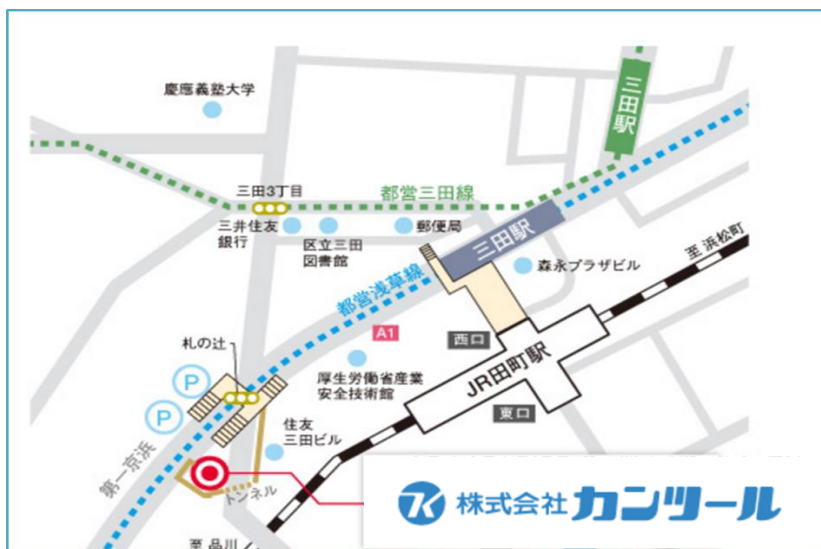 慶應義塾大学
三田駅
三田3丁目
都営三田線
三井住友
銀行
区立三田
図書館
郵便局
三田駅
至 浜松町
森永プラザビル
都営浅草線
A1
西口
札の辻
厚生労働省産業
安全技術館
JR田町駅
東口
P
P
住友
三田ビル
第一京浜
トンネル
株式会社 カンツール
至 品川